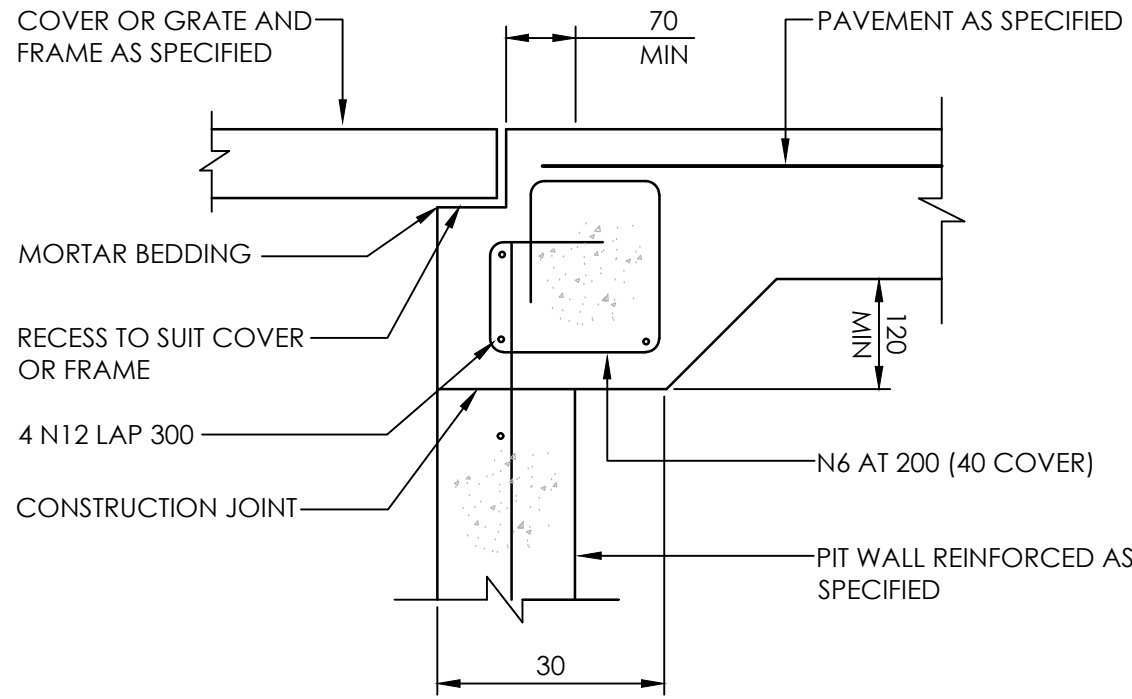 COVER OR GRATE AND
FRAME AS SPECIFIED
70
MIN
PAVEMENT AS SPECIFIED
MORTAR BEDDING
RECESS TO SUIT COVER
OR FRAME
120
MIN
4 N12 LAP 300
N6 AT 200 (40 COVER)
CONSTRUCTION JOINT
PIT WALL REINFORCED AS
SPECIFIED
30